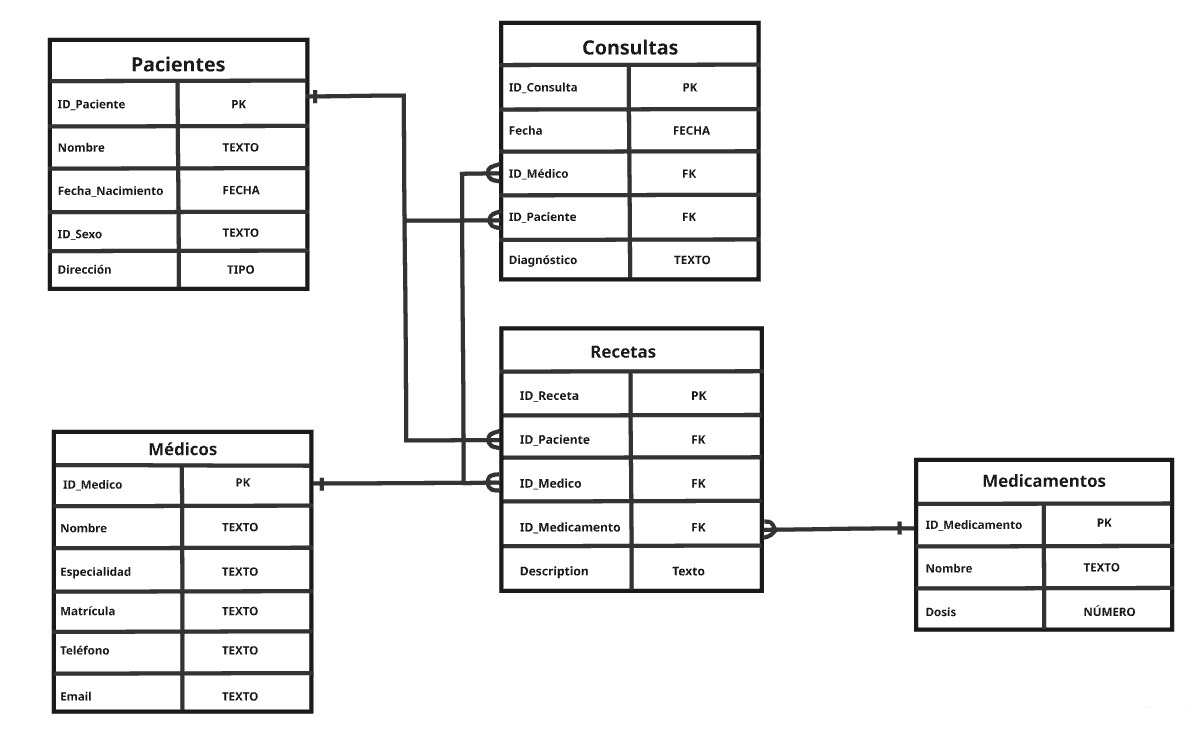 Pacientes
ID_Paciente PK
Nombre TEXTO
Fecha_Nacimiento FECHA
ID_Sexo TEXTO
Dirección TIPO
Consultas
ID_Consulta PK
Fecha FECHA
ID_Médico FK
ID_Paciente FK
Diagnóstico TEXTO
Recetas
ID_Receta PK
ID_Paciente FK
ID_Medico FK
ID_Medicamento FK
Description Texto
Médicos
ID_Medico PK
Nombre TEXTO
Especialidad TEXTO
Matrícula TEXTO
Teléfono TEXTO
Email TEXTO
Medicamentos
ID_Medicamento PK
Nombre TEXTO
Dosis NÚMERO